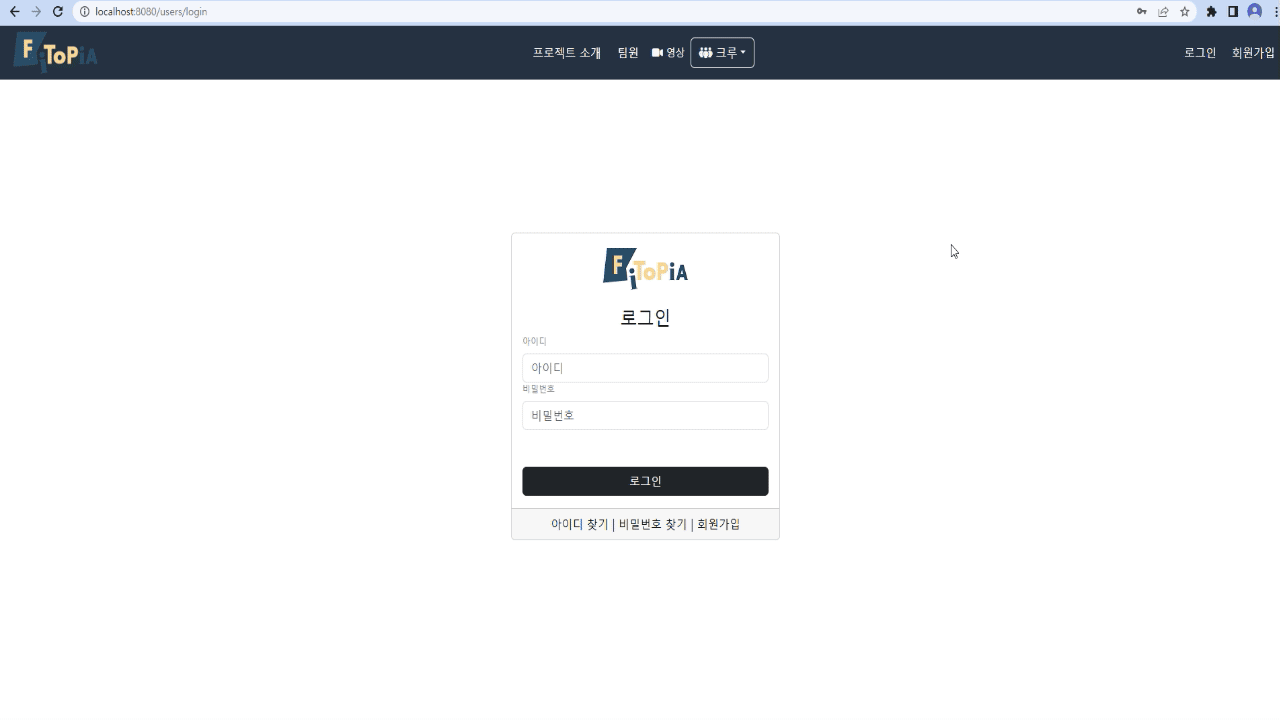 localhost:8080/users/login
FiToPiA 프로젝트 소개 팀원 영상 크루 로그인 회원가입
FiToPiA
로그인
아이디
아이디
비밀번호
비밀번호
로그인
아이디 찾기 | 비밀번호 찾기 | 회원가입